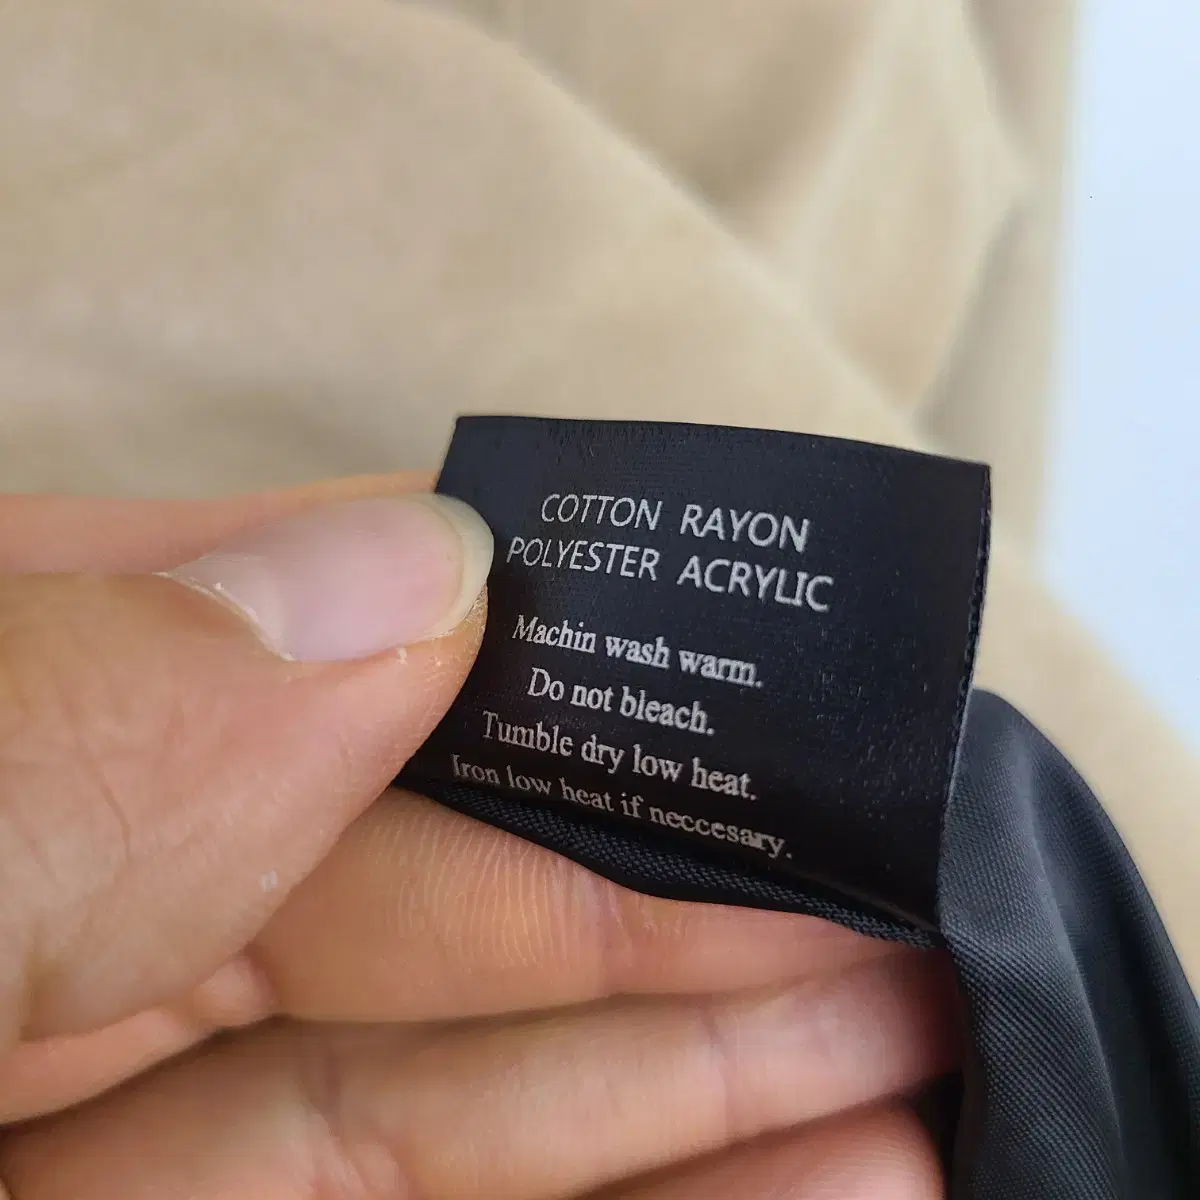 COTTON RAYON
POLYESTER ACRYLIC
Machin wash warm.
Do not bleach.
Tumble dry low heat.
Iron low heat if neccesary.